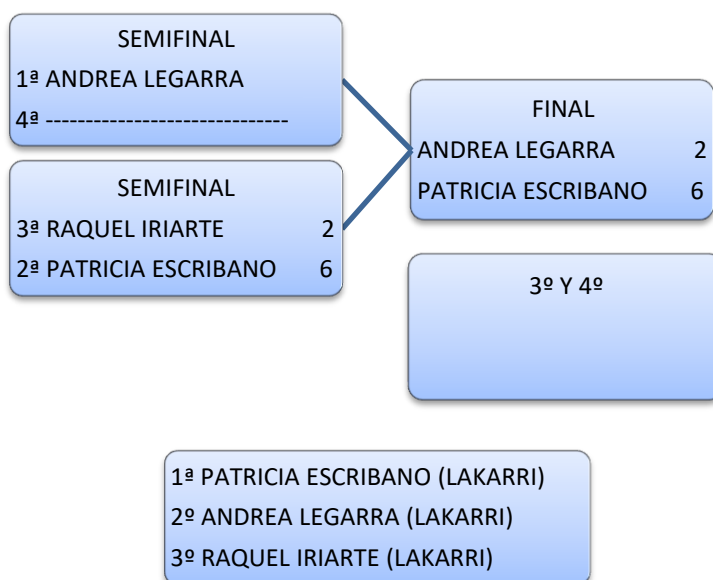 SEMIFINAL
1ª ANDREA LEGARRA
4ª -----------------------------
SEMIFINAL
3ª RAQUEL IRIARTE 2
2ª PATRICIA ESCRIBANO 6
FINAL
ANDREA LEGARRA 2
PATRICIA ESCRIBANO 6
3º Y 4º
1ª PATRICIA ESCRIBANO (LAKARRI)
2º ANDREA LEGARRA (LAKARRI)
3º RAQUEL IRIARTE (LAKARRI)